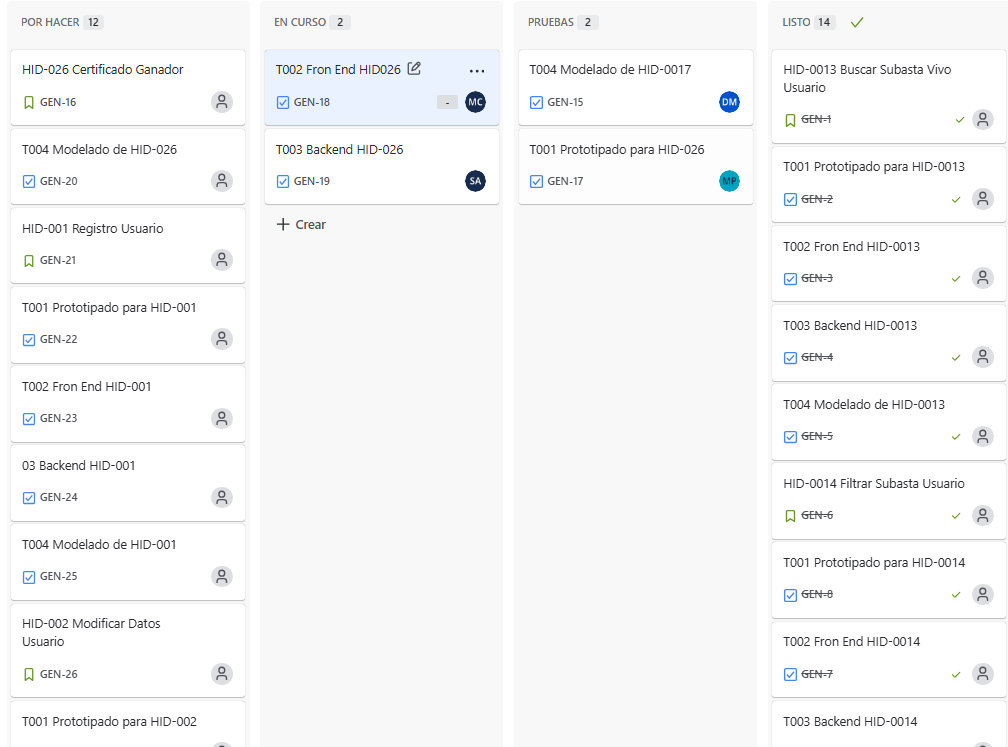 POR HACER 12
HID-026 Certificado Ganador
GEN-16
T004 Modelado de HID-026
GEN-20
HID-001 Registro Usuario
GEN-21
T001 Prototipado para HID-001
GEN-22
T002 Fron End HID-001
GEN-23
03 Backend HID-001
GEN-24
T004 Modelado de HID-001
GEN-25
HID-002 Modificar Datos
Usuario
GEN-26
T001 Prototipado para HID-002
EN CURSO 2
T002 Fron End HID026
GEN-18 - MC
T003 Backend HID-026
GEN-19 SA
Crear
PRUEBAS 2
T004 Modelado de HID-0017
GEN-15 DM
T001 Prototipado para HID-026
GEN-17 MP
LISTO 14
HID-0013 Buscar Subasta Vivo
Usuario
GEN-1
T001 Prototipado para HID-0013
GEN-2
T002 Fron End HID-0013
GEN-3
T003 Backend HID-0013
GEN-4
T004 Modelado de HID-0013
GEN-5
HID-0014 Filtrar Subasta Usuario
GEN-6
T001 Prototipado para HID-0014
GEN-8
T002 Fron End HID-0014
GEN-7
T003 Backend HID-0014